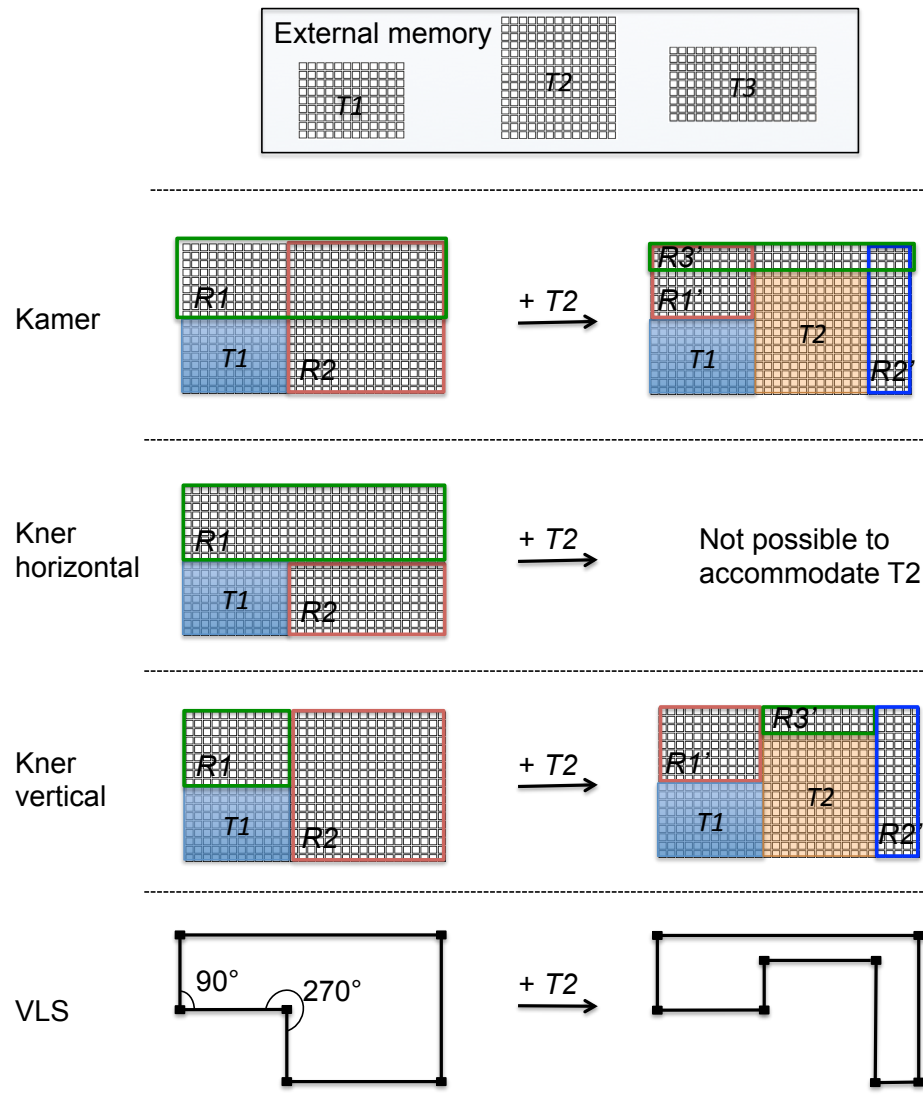 External memory
T1
T2
T3
Kamer
R1
T1
R2
+ T2
R3’
R1’
T1
T2
R2’
Kner
horizontal
R1
T1
R2
+ T2
Not possible to
accommodate T2
Kner
vertical
R1
T1
R2
+ T2
R3’
R1’
T1
T2
R2’
VLS
90°
270°
+ T2